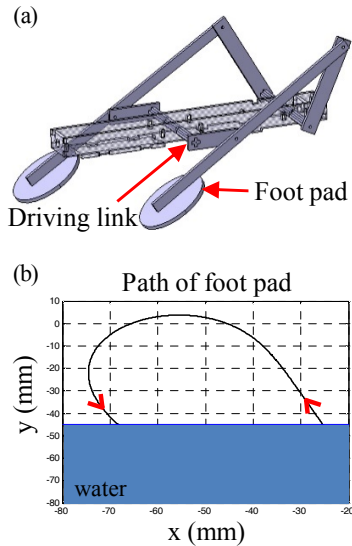 (a)
Foot pad
Driving link
(b)
Path of foot pad
y (mm)
10
0
-10
-20
-30
-40
-50
-60
-70
-80
water
-80 -70 -60 -50 -40 -30 -20
x (mm)